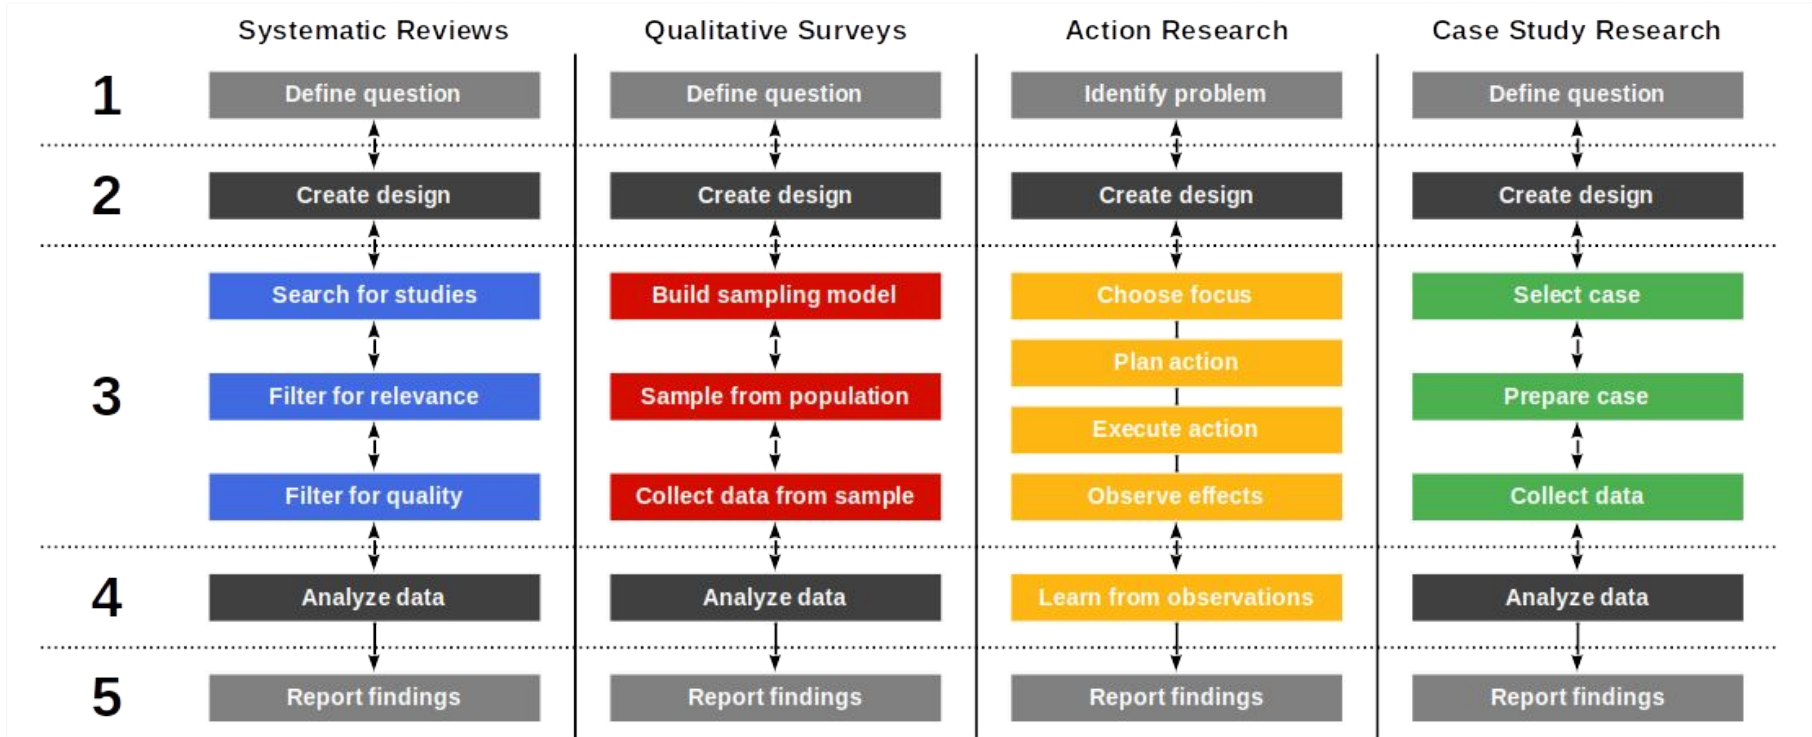 Systematic Reviews
Qualitative Surveys
Action Research
Case Study Research
1
Define question
Define question
Identify problem
Define question
2
Create design
Create design
Create design
Create design
3
Search for studies
Filter for relevance
Filter for quality
Build sampling model
Sample from population
Collect data from sample
Choose focus
Plan action
Execute action
Observe effects
Select case
Prepare case
Collect data
4
Analyze data
Analyze data
Learn from observations
Analyze data
5
Report findings
Report findings
Report findings
Report findings